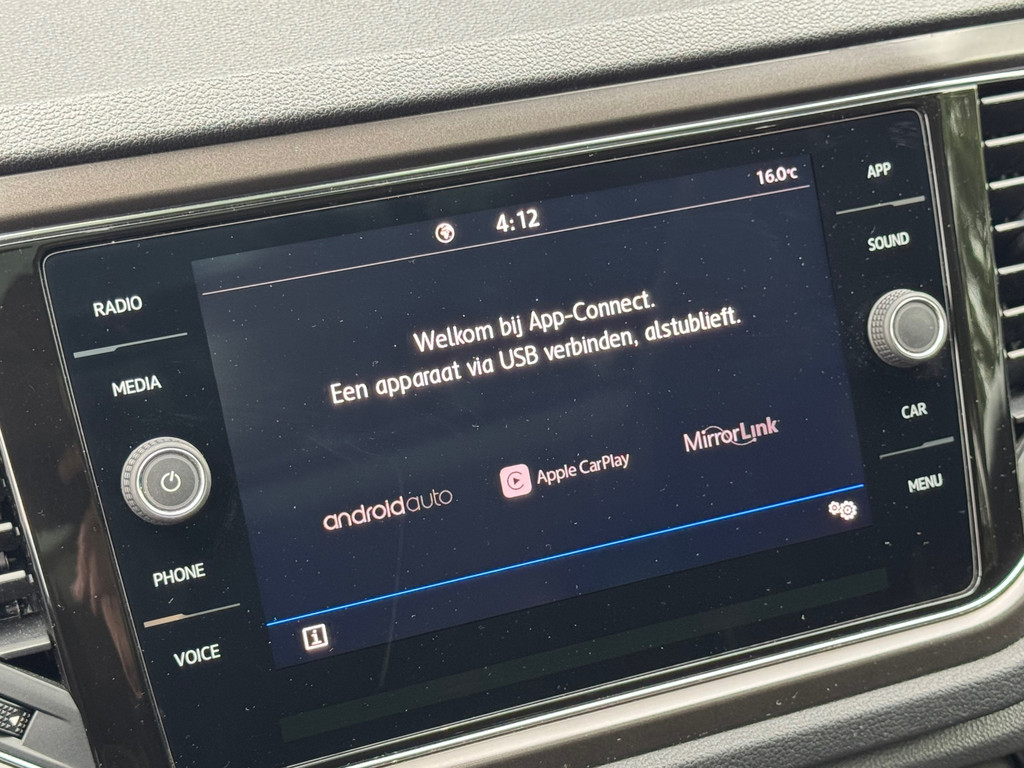 16.0°C
4:12
APP
SOUND
RADIO
MEDIA
Welkom bij App-Connect.
Een apparaat via USB verbinden, alstublieft.
androidauto
Apple CarPlay
MirrorLink
CAR
MENU
PHONE
VOICE
i